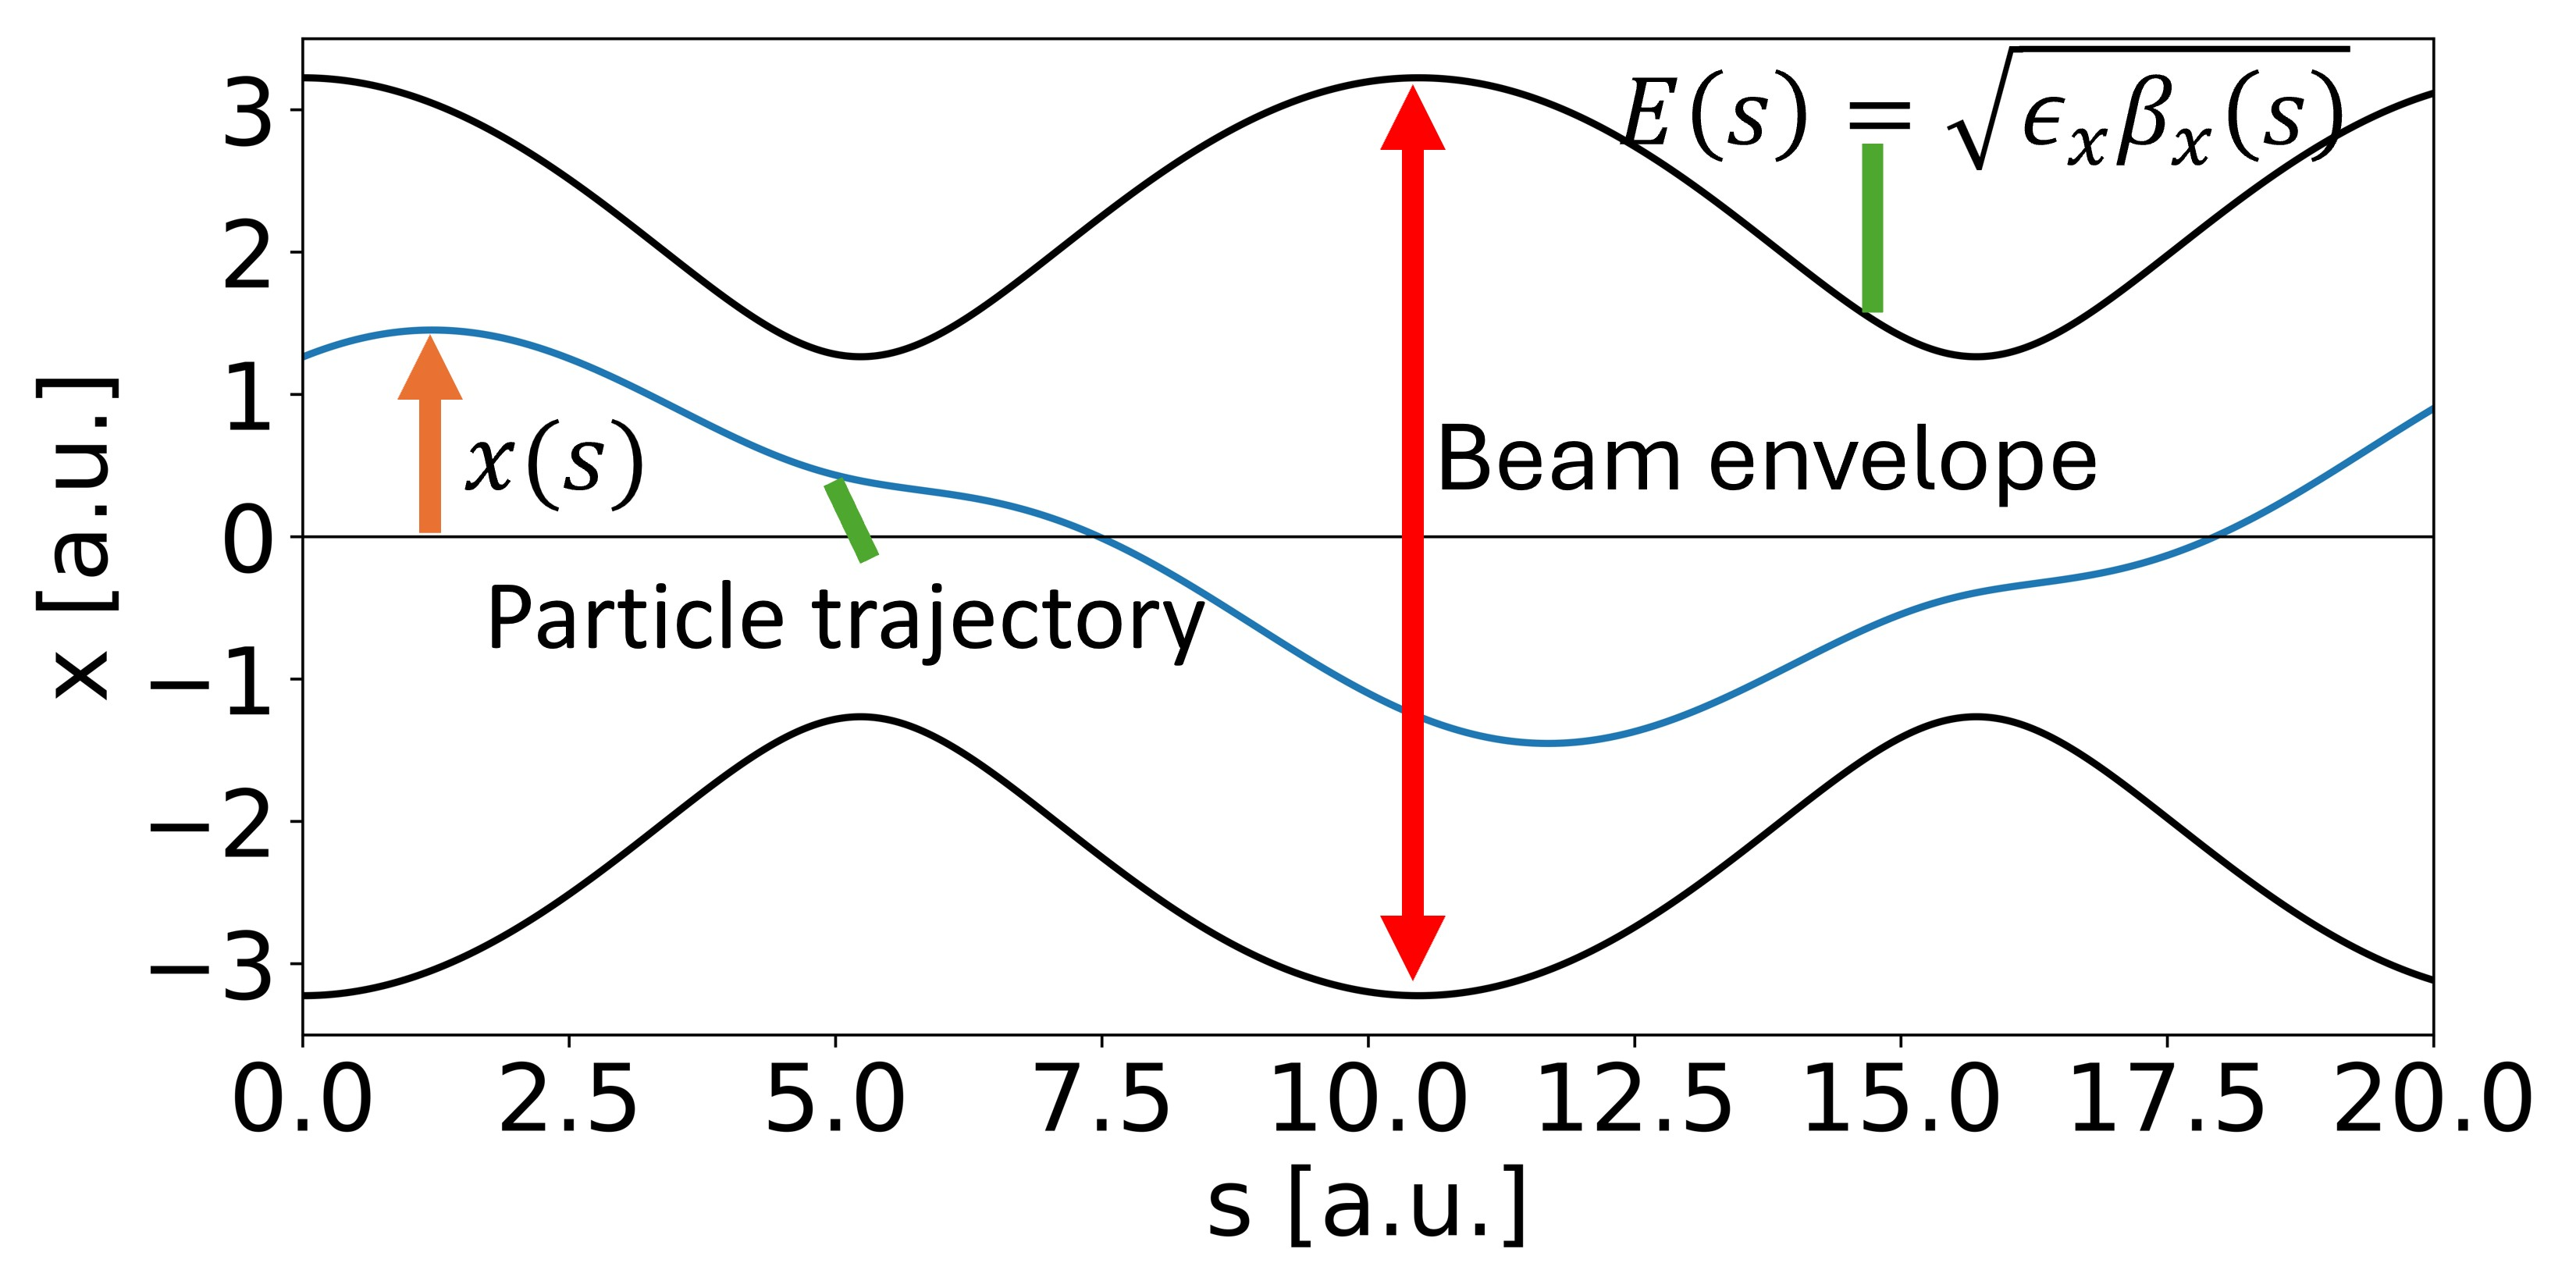 E(s) = √ϵₓβₓ(s)
3
2
1
0
−1
−2
−3
x [a.u.]
x(s)
Beam envelope
Particle trajectory
0.0 2.5 5.0 7.5 10.0 12.5 15.0 17.5 20.0
s [a.u.]